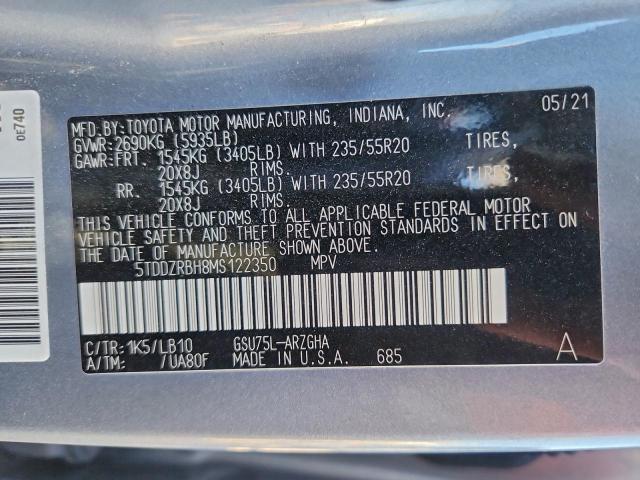 MFD.BY:TOYOTA MOTOR MANUFACTURING, INDIANA, INC. 05/21
GVWR:2690KG (5935LB)
GAWR:FRT. 1545KG (3405LB) WITH 235/55R20 TIRES,
20X8J RIMS.
RR. 1545KG (3405LB) WITH 235/55R20 TIRES,
20X8J RIMS.
THIS VEHICLE CONFORMS TO ALL APPLICABLE FEDERAL MOTOR
VEHICLE SAFETY AND THEFT PREVENTION STANDARDS IN EFFECT ON
THE DATE OF MANUFACTURE SHOWN ABOVE.
5TDDZRBH8MS122350 MPV
C/TR:1K5/LB10 GSU75L-ARZGHA
A/TM: /UA80F MADE IN U.S.A. 685 A
0E740